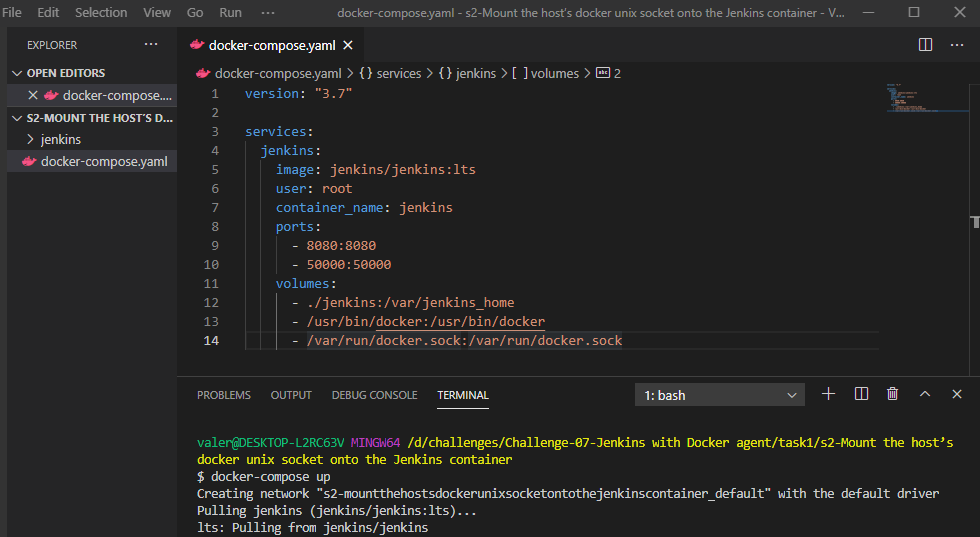 File Edit Selection View Go Run ··· docker-compose.yaml - s2-Mount the host's docker unix socket onto the Jenkins container - V...
EXPLORER ···
docker-compose.yaml
OPEN EDITORS
docker-compose....
S2-MOUNT THE HOST'S D...
jenkins
docker-compose.yaml
docker-compose.yaml > {} services > {} jenkins > [ ] volumes > abc 2
1 version: "3.7"
2
3 services:
4 jenkins:
5 image: jenkins/jenkins:lts
6 user: root
7 container_name: jenkins
8 ports:
9 - 8080:8080
10 - 50000:50000
11 volumes:
12 - ./jenkins:/var/jenkins_home
13 - /usr/bin/docker:/usr/bin/docker
14 - /var/run/docker.sock:/var/run/docker.sock
PROBLEMS OUTPUT DEBUG CONSOLE TERMINAL 1: bash
valer@DESKTOP-L2RC63V MINGW64 /d/challenges/Challenge-07-Jenkins with Docker agent/task1/s2-Mount the host’s
docker unix socket onto the Jenkins container
$ docker-compose up
Creating network "s2-mountthehostsdockerunixsocketontothejenkinscontainer_default" with the default driver
Pulling jenkins (jenkins/jenkins:lts)...
lts: Pulling from jenkins/jenkins